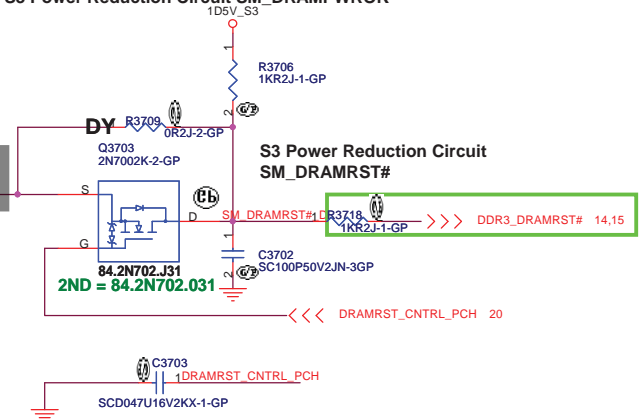 S3 Power Reduction Circuit SM_DRAMPWROK
1D5V_S3
1
R3706
1KR2J-1-GP
2
DY
R3709
0R2J-2-GP
Q3703
2N7002K-2-GP
S3 Power Reduction Circuit
SM_DRAMRST#
S
D
G
SM_DRAMRST#_D
1
R3718
1KR2J-1-GP
DDR3_DRAMRST# 14,15
1
C3702
SC100P50V2JN-3GP
2
84.2N702.J31
2ND = 84.2N702.031
DRAMRST_CNTRL_PCH 20
C3703
1
DRAMRST_CNTRL_PCH
SCD047U16V2KX-1-GP